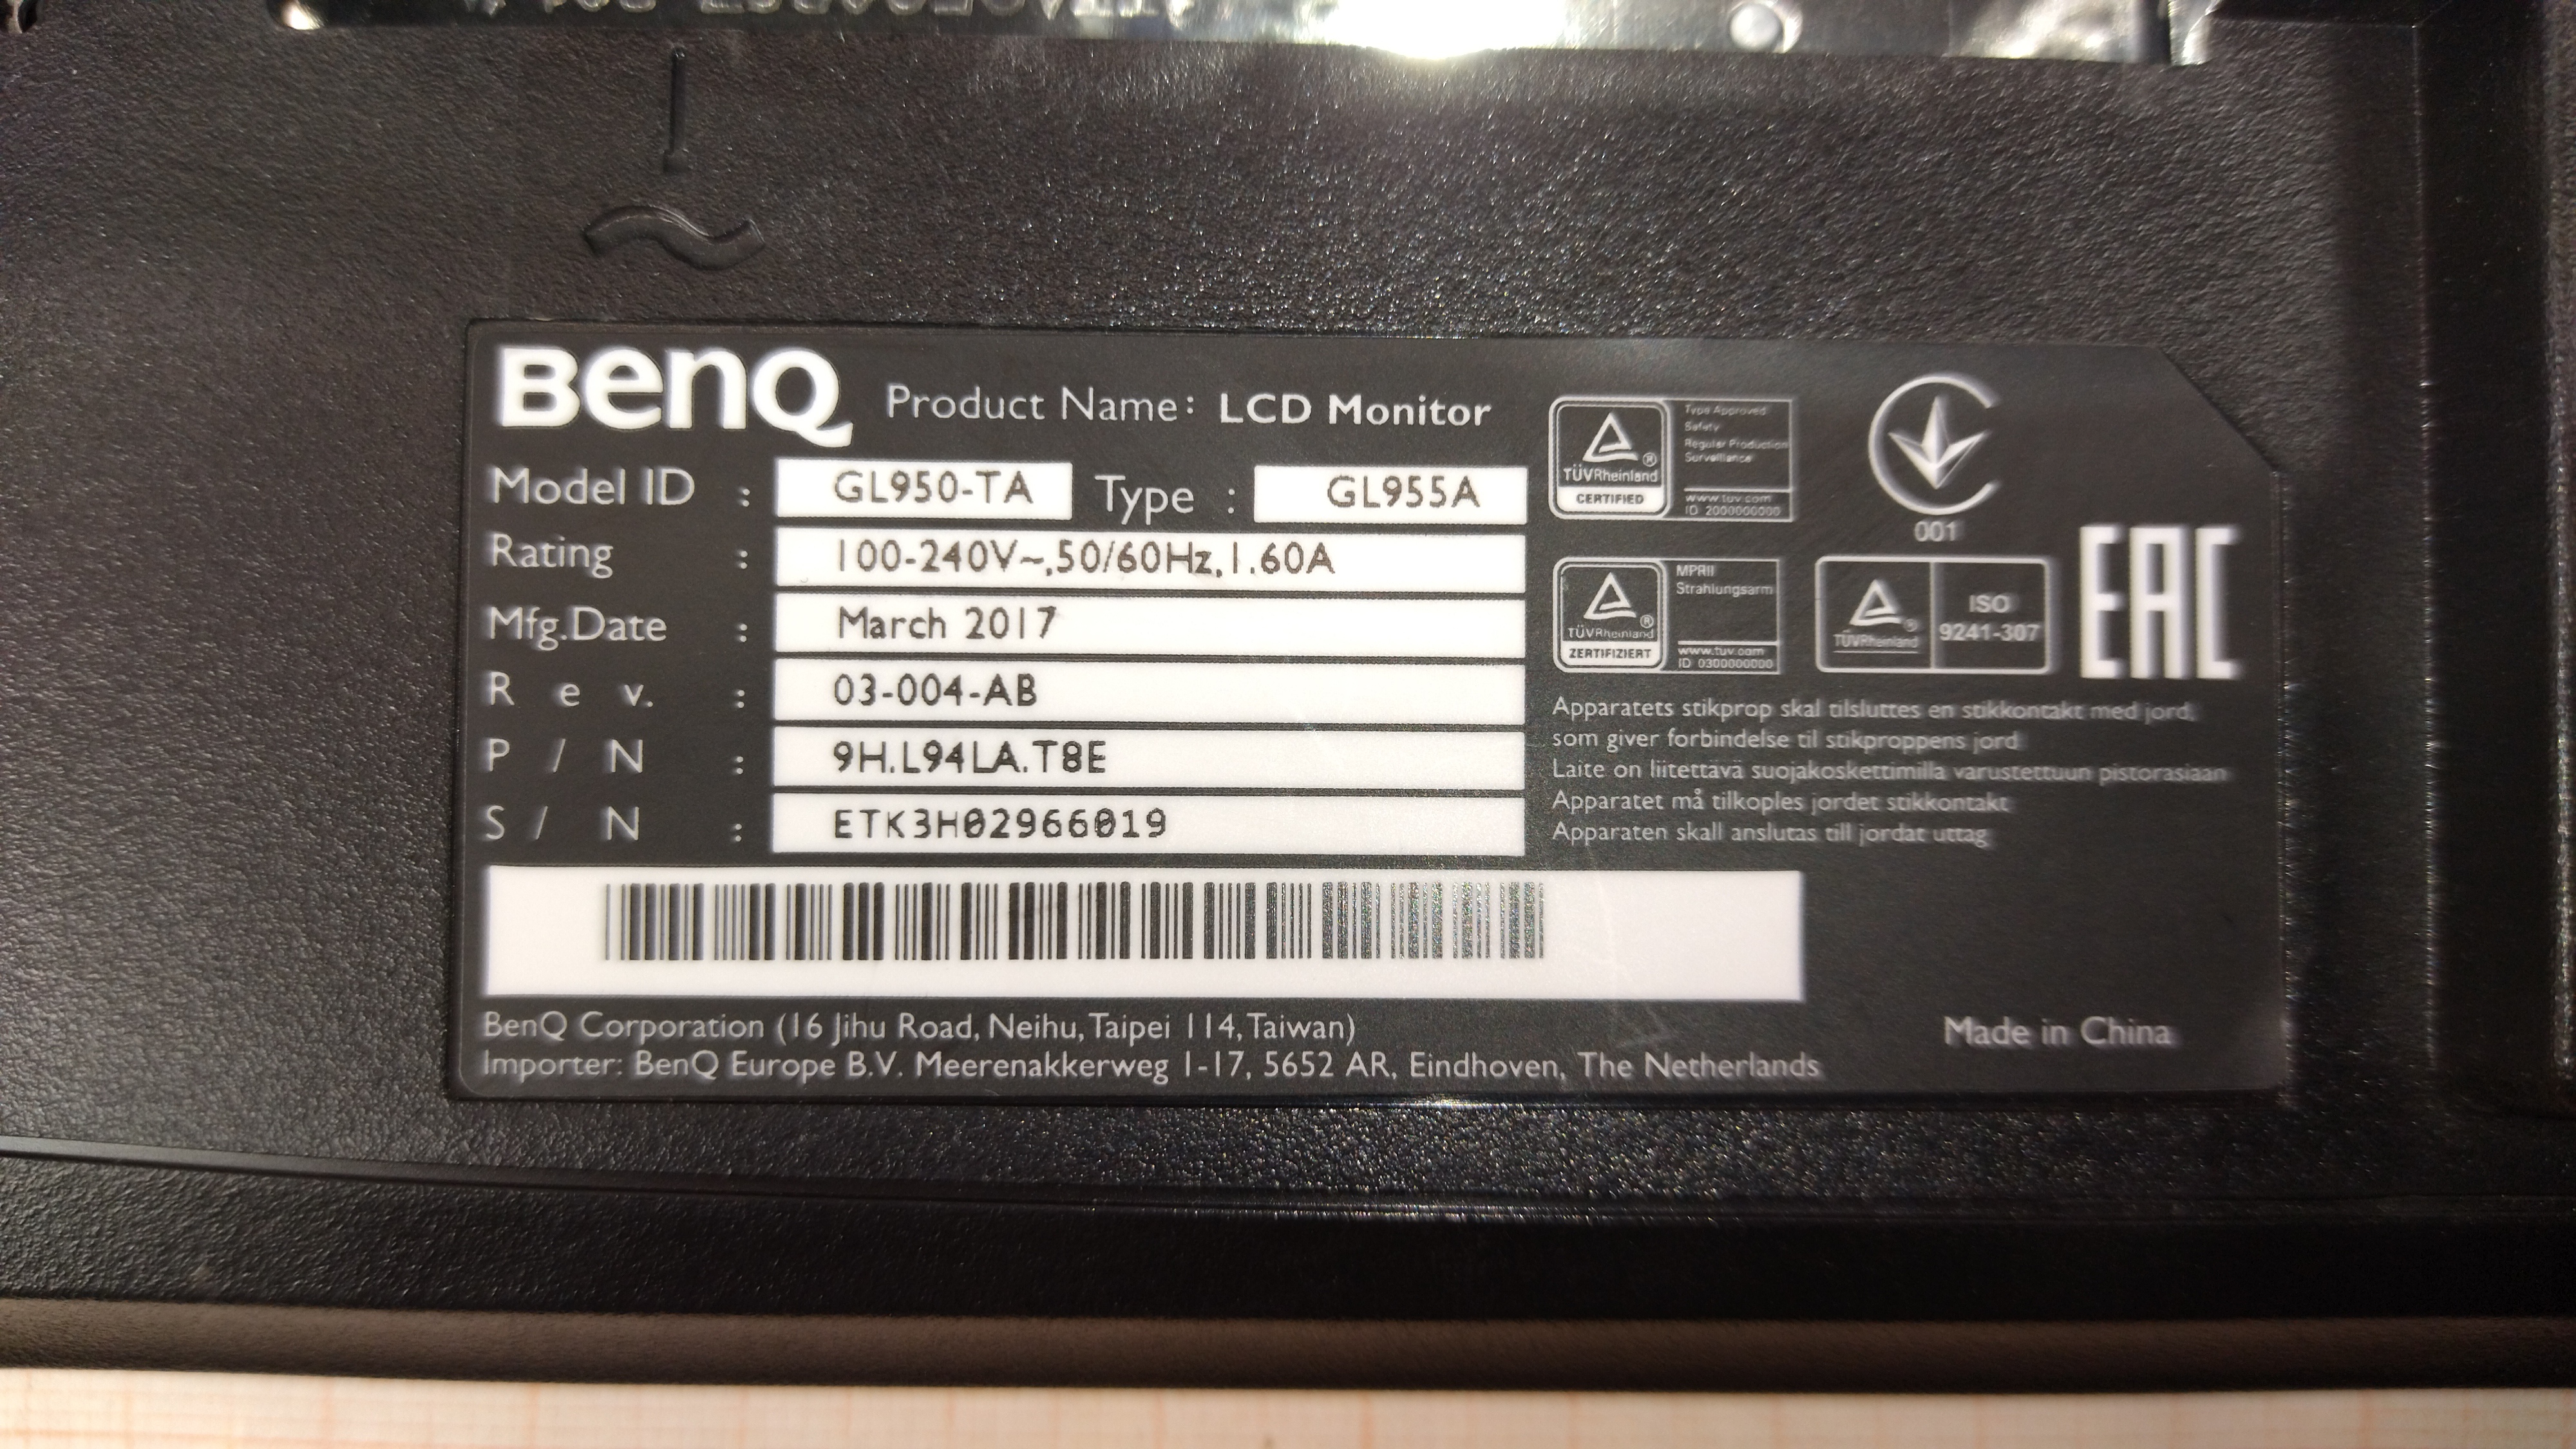 BenQ Product Name: LCD Monitor
Model ID : GL950-TA Type : GL955A
Rating : 100-240V~,50/60Hz,1.60A
Mfg.Date : March 2017
R e v. : 03-004-AB
P / N : 9H.L94LA.T8E
S / N : ETK3H02966019
BenQ Corporation (16 Jihu Road, Neihu, Taipei 114, Taiwan)
Importer: BenQ Europe B.V. Meerenakkerweg 1-17, 5652 AR, Eindhoven, The Netherlands
TÜVRheinland
CERTIFIED
Type Approved
Safety
Regular Production
Surveillance
www.tuv.com
ID 2000000000
001
TÜVRheinland
ZERTIFIZIERT
MPRII
Strahlungsarm
www.tuv.com
ID 0300000000
TÜVRheinland
ISO
9241-307
EAC
Apparatets stikprop skal tilsluttes en stikkontakt med jord,
som giver forbindelse til stikproppens jord
Laite on liitettävä suojakoskettimilla varustettuun pistorasiaan
Apparatet må tilkoples jordet stikkontakt
Apparaten skall anslutas till jordat uttag
Made in China